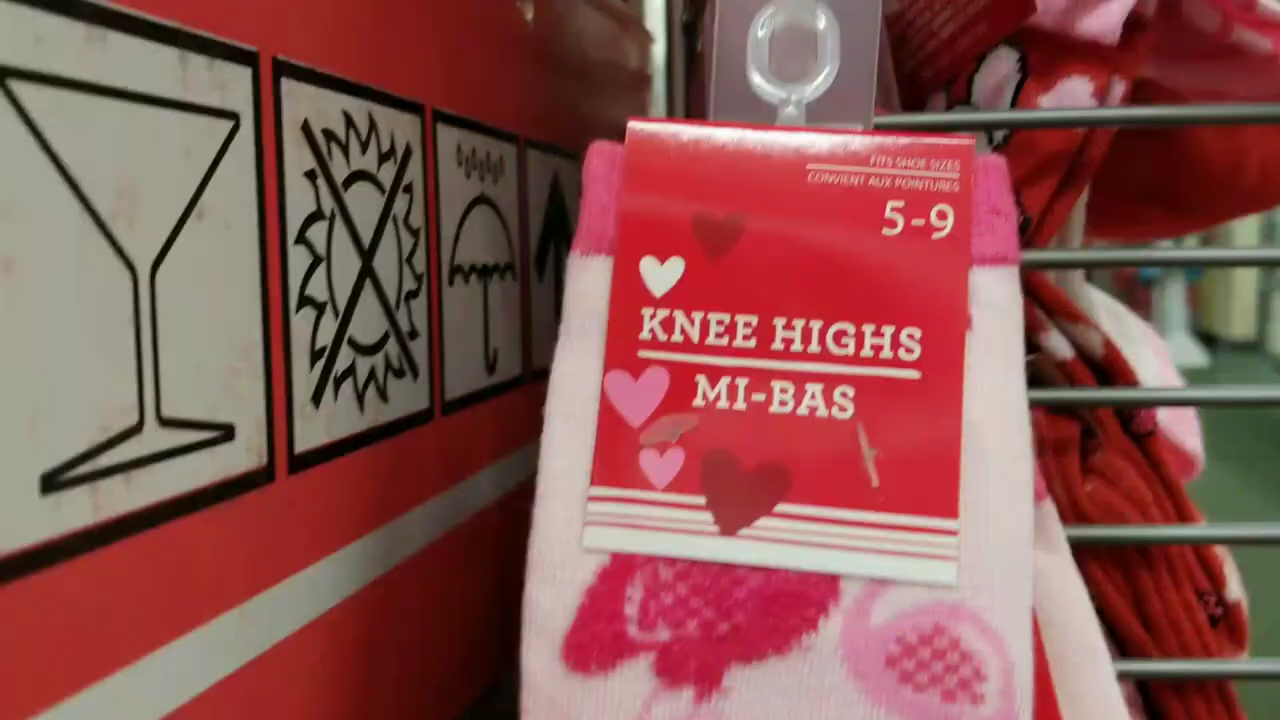 FITS SHOE SIZES
CONVIENT AUX POINTURES
5-9
KNEE HIGHS
MI-BAS